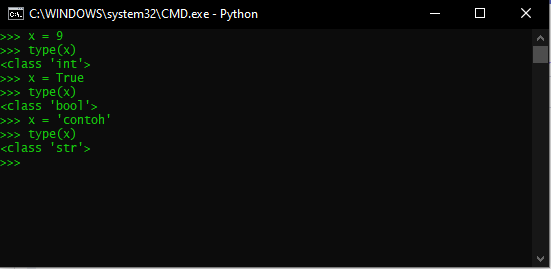 C:\WINDOWS\system32\CMD.exe - Python
>>> x = 9
>>> type(x)
<class 'int'>
>>> x = True
>>> type(x)
<class 'bool'>
>>> x = 'contoh'
>>> type(x)
<class 'str'>
>>>